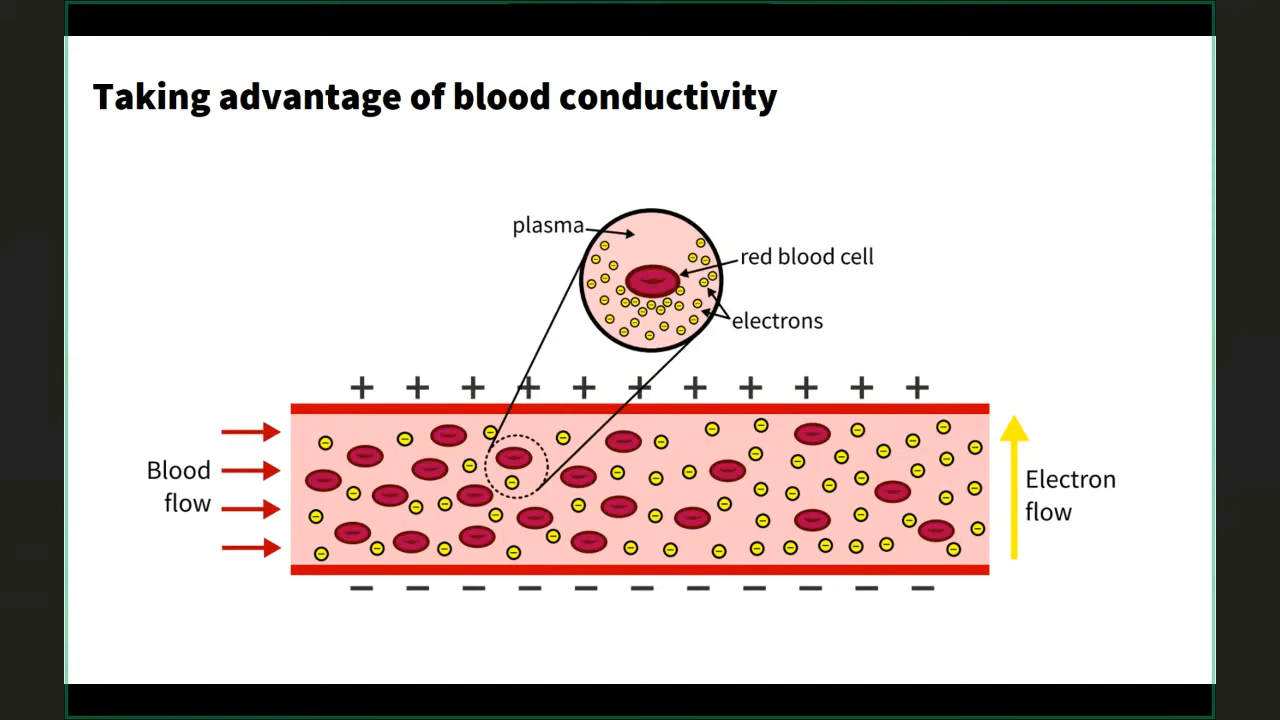 Taking advantage of blood conductivity
plasma
red blood cell
electrons
+ + + + + + + + + + +
Blood
flow
Electron
flow
− − − − − − − − − − −